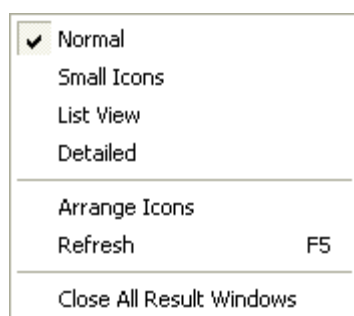 Normal
Small Icons
List View
Detailed
Arrange Icons
Refresh F5
Close All Result Windows